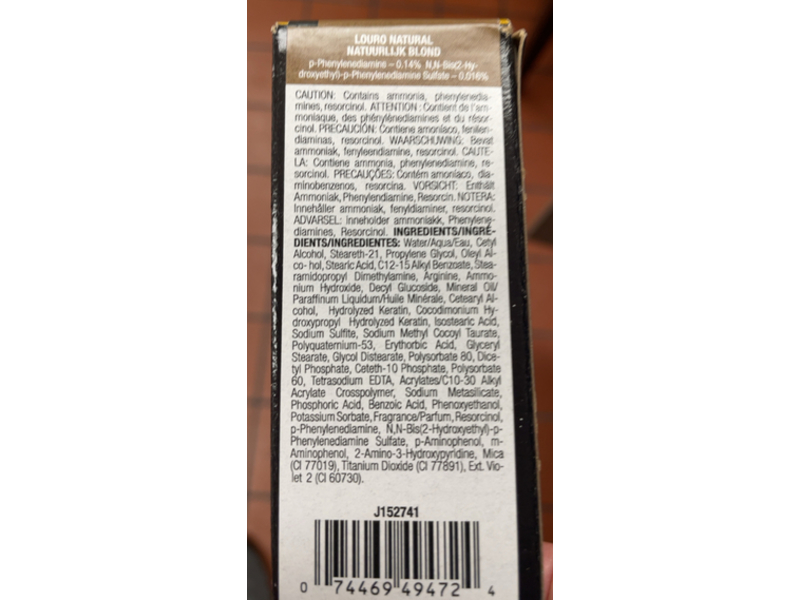 LOURO NATURAL
NATUURLIJK BLOND
p-Phenylenediamine – 0.14% N,N-Bis(2-Hy-
droxyethyl)-p-Phenylenediamine Sulfate – 0.016%
CAUTION: Contains ammonia, phenylenedia-
mines, resorcinol. ATTENTION : Contient de l'am-
moniaque, des phénylénediamines et du résor-
cinol. PRECAUCIÓN: Contiene amoníaco, fenilen-
diaminas, resorcinol. WAARSCHUWING: Bevat
ammoniak, fenyleendiamine, resorcinol. CAUTE-
LA: Contiene ammonia, phenylenediamine, re-
sorcinol. PRECAUÇÕES: Contém amoníaco, dia-
minobenzenos, resorcina. VORSICHT: Enthält
Ammoniak, Phenylendiamine, Resorcin. NOTERA:
Innehåller ammoniak, fenyldiaminer, resorcinol.
ADVARSEL: inneholder ammoniakk, Phenylene-
diamines, Resorcinol. INGREDIENTS/INGRÉ-
DIENTS/INGREDIENTES: Water/Aqua/Eau, Cetyl
Alcohol, Steareth-21, Propylene Glycol, Oleyl Al-
co- hol, Stearic Acid, C12-15 Alkyl Benzoate, Stea-
ramidopropyl Dimethylamine, Arginine, Ammo-
nium Hydroxide, Decyl Glucoside, Mineral Oil/
Paraffinum Liquidum/Huile Minérale, Cetearyl Al-
cohol, Hydrolyzed Keratin, Cocodimonium Hy-
droxypropyl Hydrolyzed Keratin, Isostearic Acid,
Sodium Sulfite, Sodium Methyl Cocoyl Taurate,
Polyquaternium-53, Erythorbic Acid, Glyceryl
Stearate, Glycol Distearate, Polysorbate 80, Dice-
tyl Phosphate, Ceteth-10 Phosphate, Polysorbate
60, Tetrasodium EDTA, Acrylates/C10-30 Alkyl
Acrylate Crosspolymer, Sodium Metasilicate,
Phosphoric Acid, Benzoic Acid, Phenoxyethanol,
Potassium Sorbate, Fragrance/Parfum, Resorcinol,
p-Phenylenediamine, N,N-Bis(2-Hydroxyethyl)-p-
Phenylenediamine Sulfate, p-Aminophenol, m-
Aminophenol, 2-Amino-3-Hydroxypyridine, Mica
(CI 77019), Titanium Dioxide (CI 77891), Ext. Vio-
let 2 (CI 60730).
J152741
0 74469 49472 4